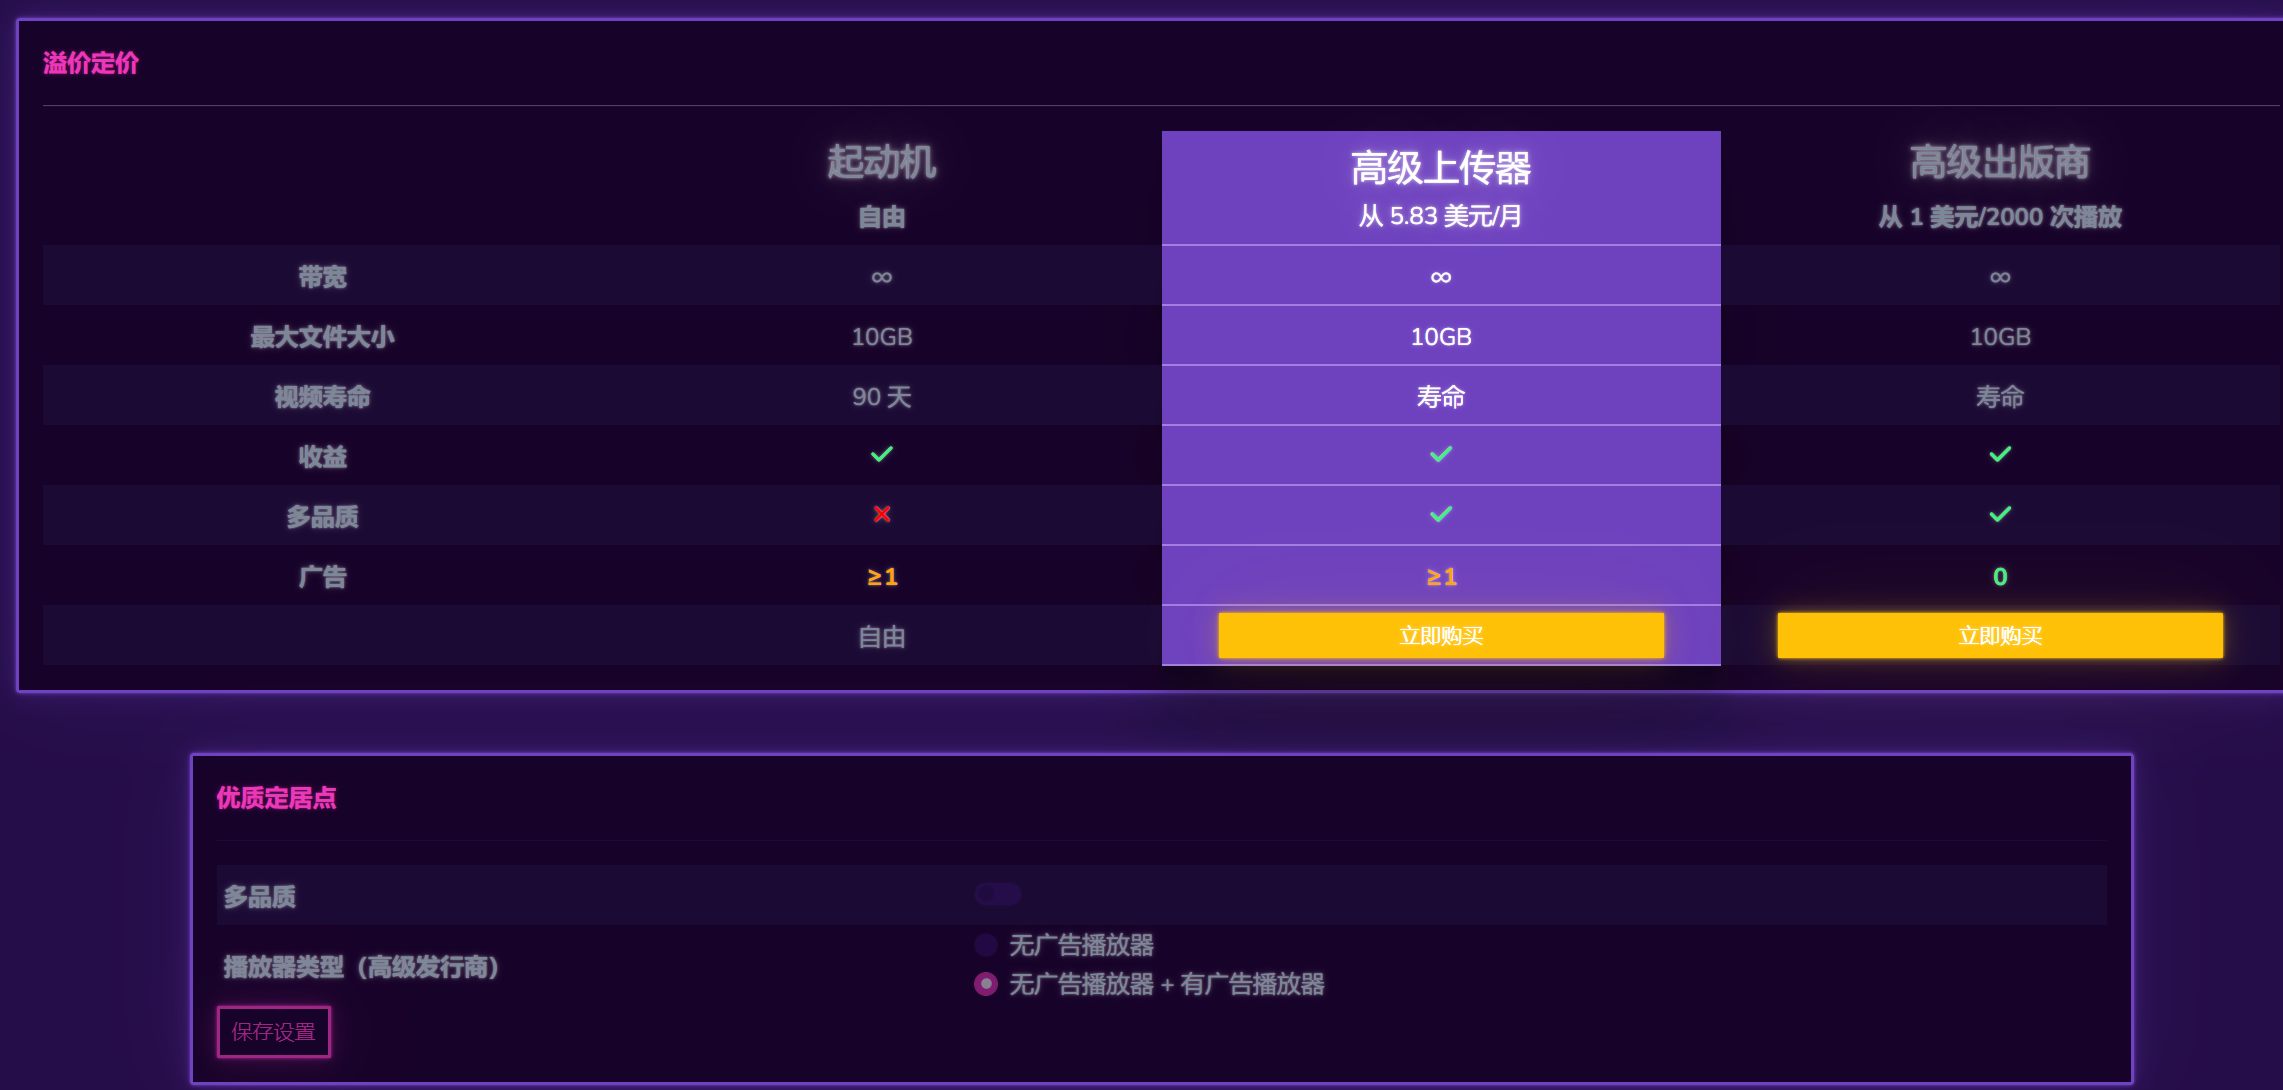 溢价定价
起动机 高级上传器 高级出版商
自由 从 5.83 美元/月 从 1 美元/2000 次播放
带宽 ∞ ∞ ∞
最大文件大小 10GB 10GB 10GB
视频寿命 90 天 寿命 寿命
收益
多品质
广告 ≥1 ≥1 0
自由 立即购买 立即购买
优质定居点
多品质
无广告播放器
播放器类型（高级发行商）
无广告播放器 + 有广告播放器
保存设置